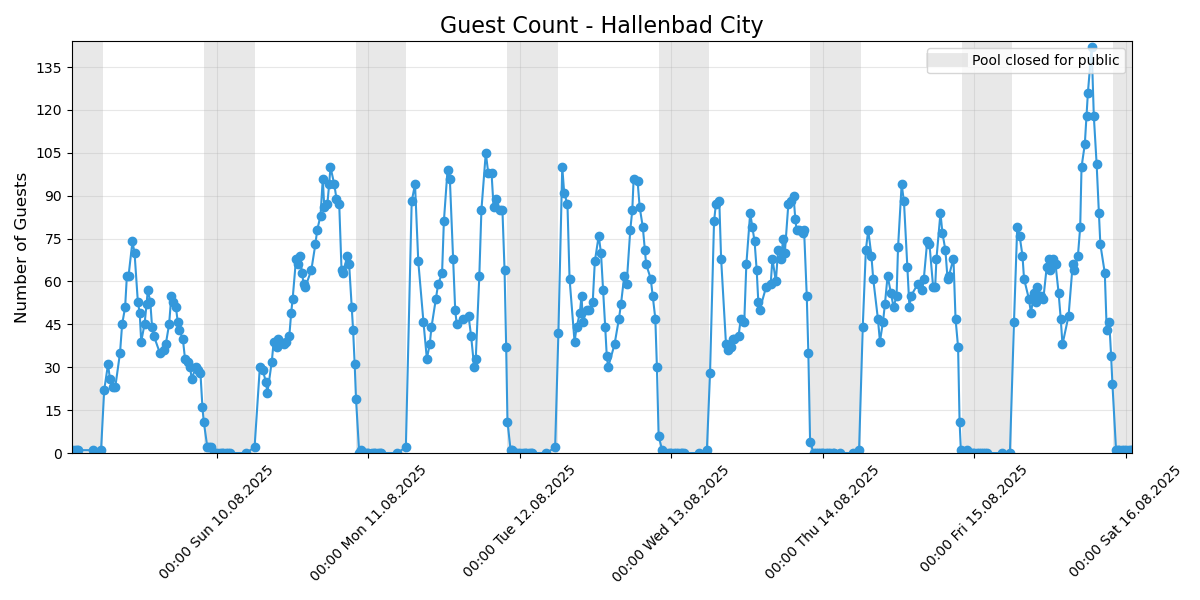 Guest Count - Hallenbad City
Pool closed for public
Number of Guests
135
120
105
90
75
60
45
30
15
0
00:00 Sun 10.08.2025
00:00 Mon 11.08.2025
00:00 Tue 12.08.2025
00:00 Wed 13.08.2025
00:00 Thu 14.08.2025
00:00 Fri 15.08.2025
00:00 Sat 16.08.2025